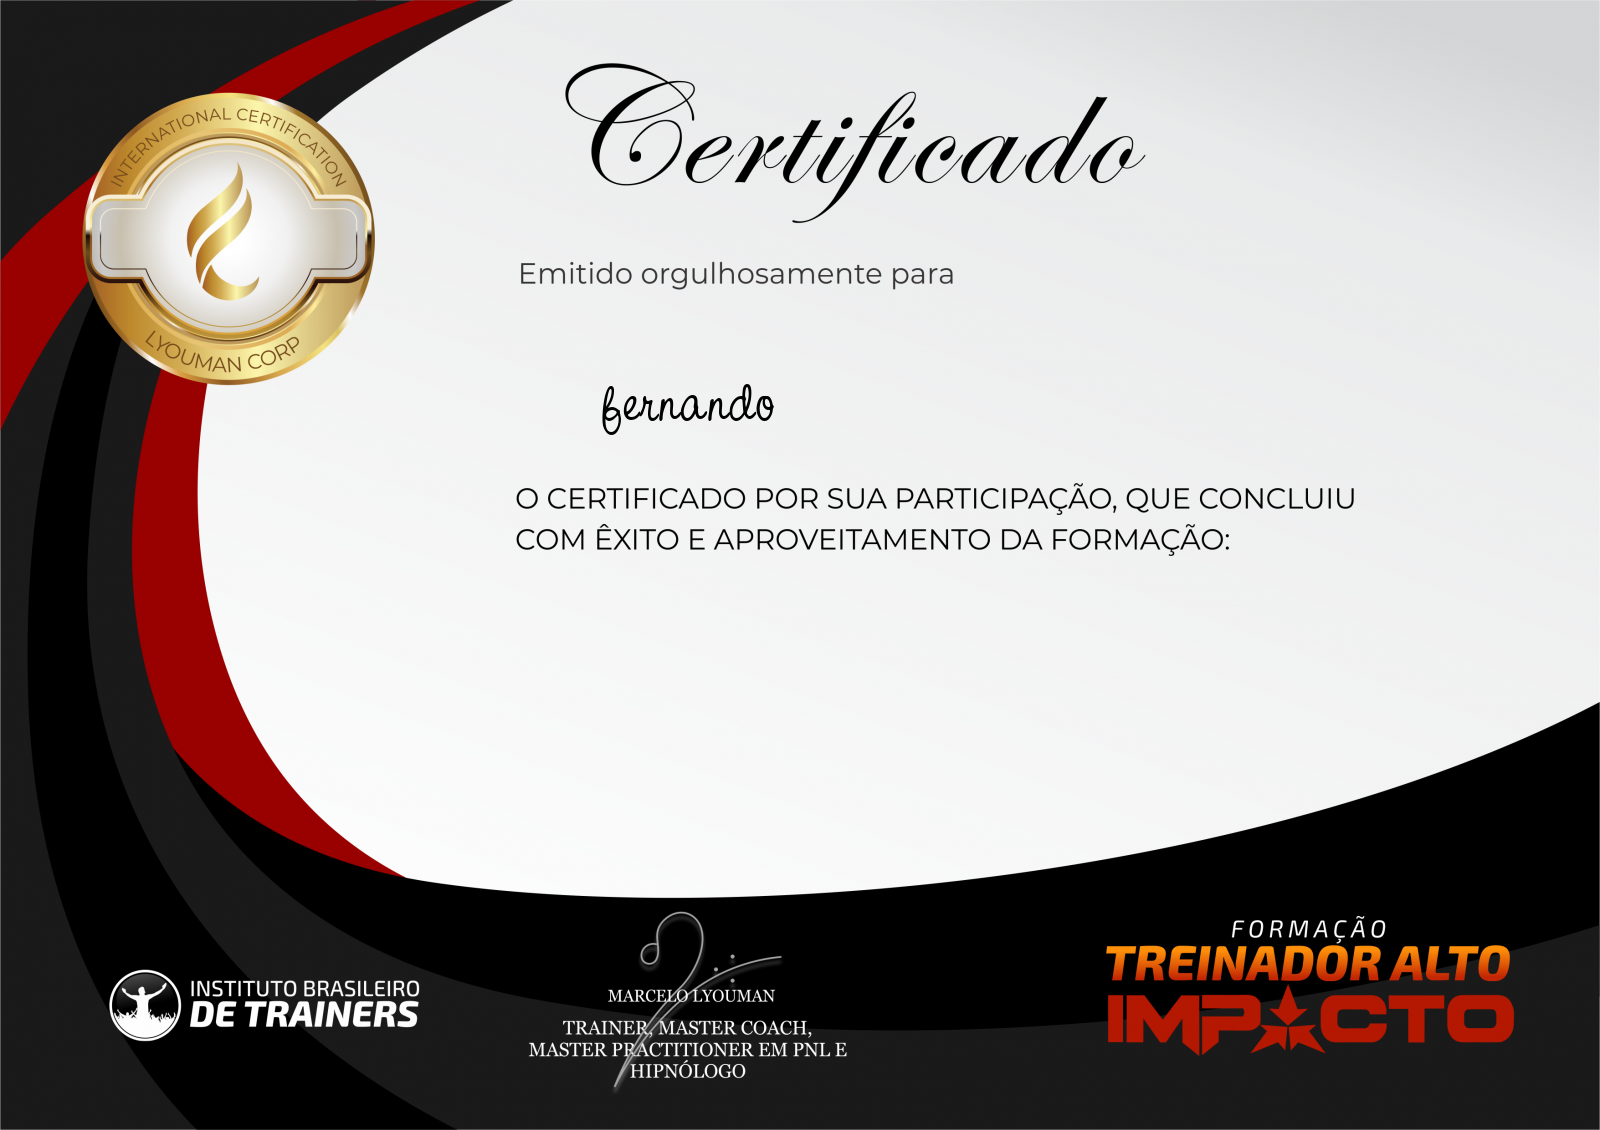 INTERNATIONAL CERTIFICATION
LYOUMAN CORP
Certificado
Emitido orgulhosamente para
fernando
O CERTIFICADO POR SUA PARTICIPAÇÃO, QUE CONCLUIU
COM ÊXITO E APROVEITAMENTO DA FORMAÇÃO:
INSTITUTO BRASILEIRO
DE TRAINERS
MARCELO LYOUMAN
TRAINER, MASTER COACH,
MASTER PRACTITIONER EM PNL E
HIPNÓLOGO
FORMAÇÃO
TREINADOR ALTO
IMPACTO